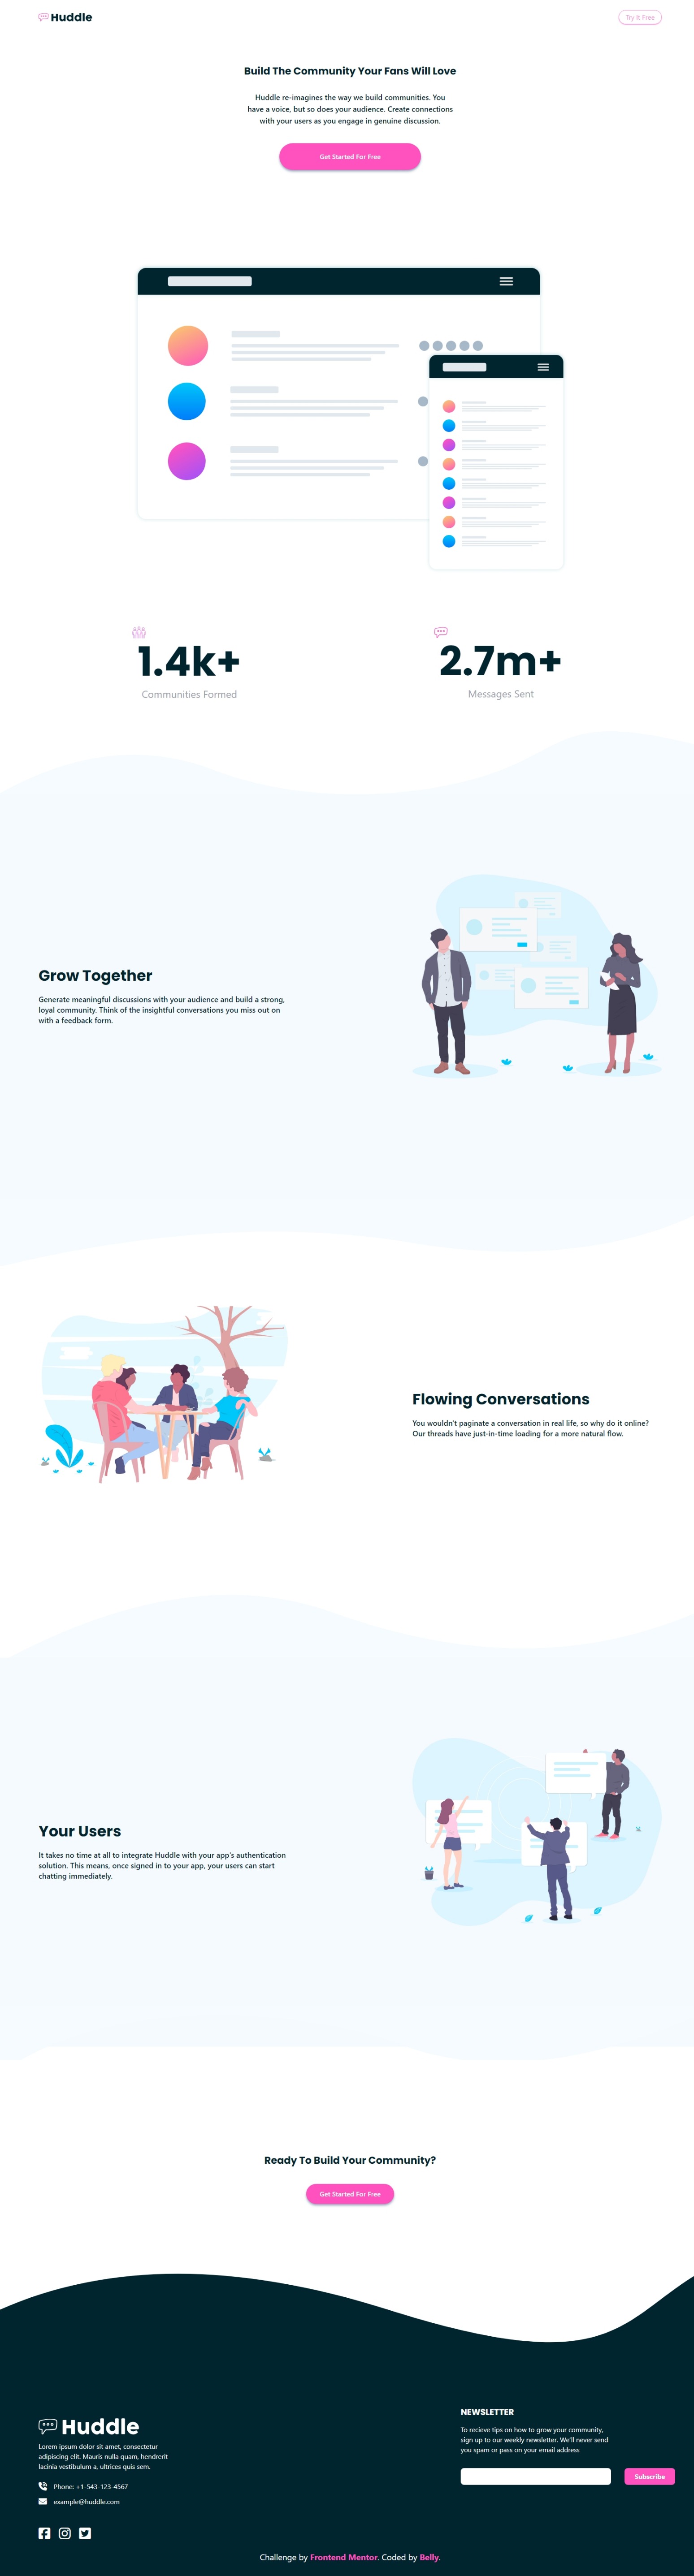 Huddle
Try It Free
Build The Community Your Fans Will Love
Huddle re-imagines the way we build communities. You
have a voice, but so does your audience. Create connections
with your users as you engage in genuine discussion.
Get Started For Free
1.4k+
Communities Formed
2.7m+
Messages Sent
Grow Together
Generate meaningful discussions with your audience and build a strong,
loyal community. Think of the insightful conversations you miss out on
with a feedback form.
Flowing Conversations
You wouldn't paginate a conversation in real life, so why do it online?
Our threads have just-in-time loading for a more natural flow.
Your Users
It takes no time at all to integrate Huddle with your app's authentication
solution. This means, once signed in to your app, your users can start
chatting immediately.
Ready To Build Your Community?
Get Started For Free
Huddle
Lorem ipsum dolor sit amet, consectetur
adipiscing elit. Mauris nulla quam, hendrerit
lacinia vestibulum a, ultrices quis sem.
Phone: +1-543-123-4567
example@huddle.com
NEWSLETTER
To recieve tips on how to grow your community,
sign up to our weekly newsletter. We'll never send
you spam or pass on your email address
Subscribe
Challenge by Frontend Mentor. Coded by Belly.